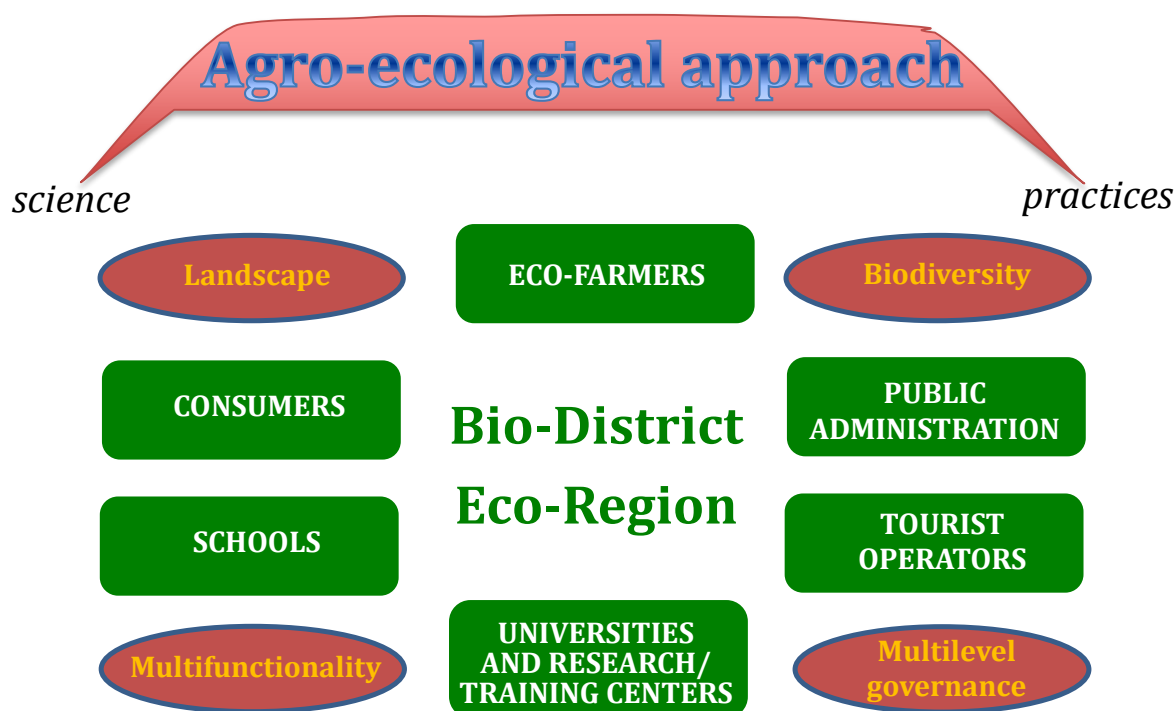 Agro-ecological approach
science
practices
Landscape
ECO-FARMERS
Biodiversity
CONSUMERS
Bio-District
PUBLIC
ADMINISTRATION
SCHOOLS
Eco-Region
TOURIST
OPERATORS
Multifunctionality
UNIVERSITIES
AND RESEARCH/
TRAINING CENTERS
Multilevel
governance